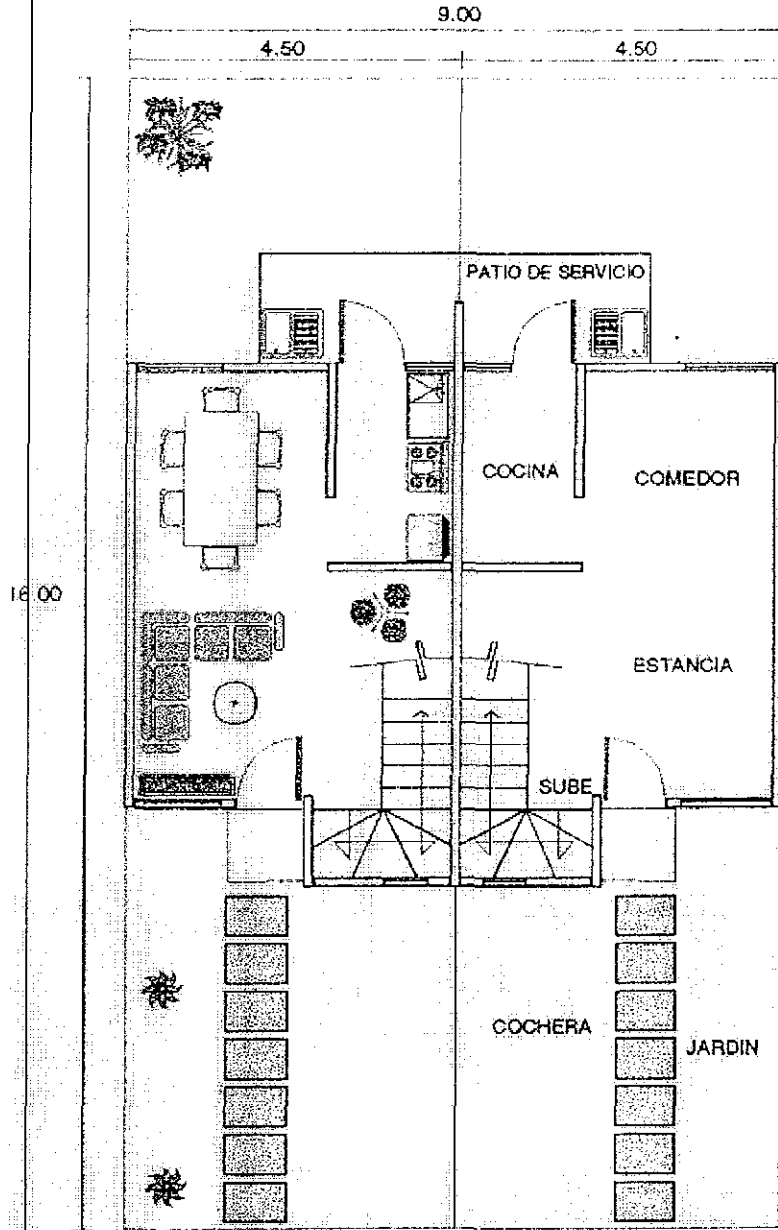 9.00
4.50 4.50
PATIO DE SERVICIO
COCINA COMEDOR
16.00
ESTANCIA
SUBE
COCHERA
JARDIN